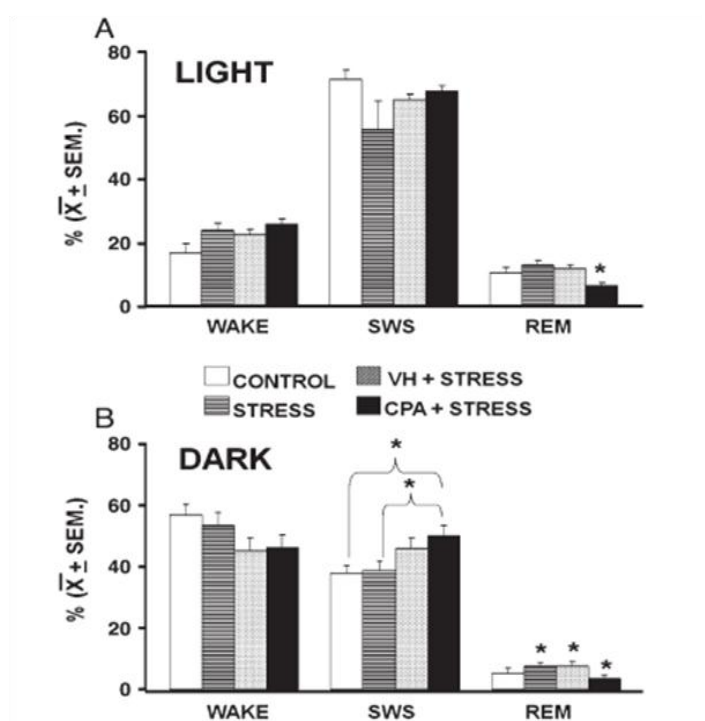 A
80
LIGHT
60
40
20
0
% (X̅ ± SEM.)
*
WAKE SWS REM
CONTROL VH + STRESS
STRESS CPA + STRESS
B
80
DARK
*
*
60
40
20
0
% (X̅ ± SEM.)
* * *
WAKE SWS REM